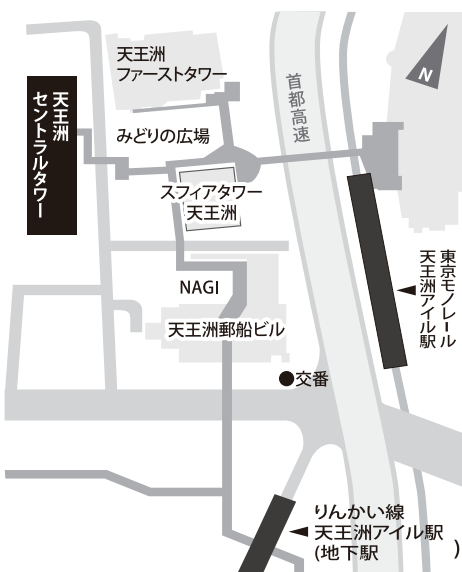 天王洲
ファーストタワー
首都高速
N
天王洲
セントラルタワー
みどりの広場
スフィアタワー
天王洲
東京モノレール
天王洲アイル駅
NAGI
天王洲郵船ビル
●交番
りんかい線
天王洲アイル駅
(地下駅 )